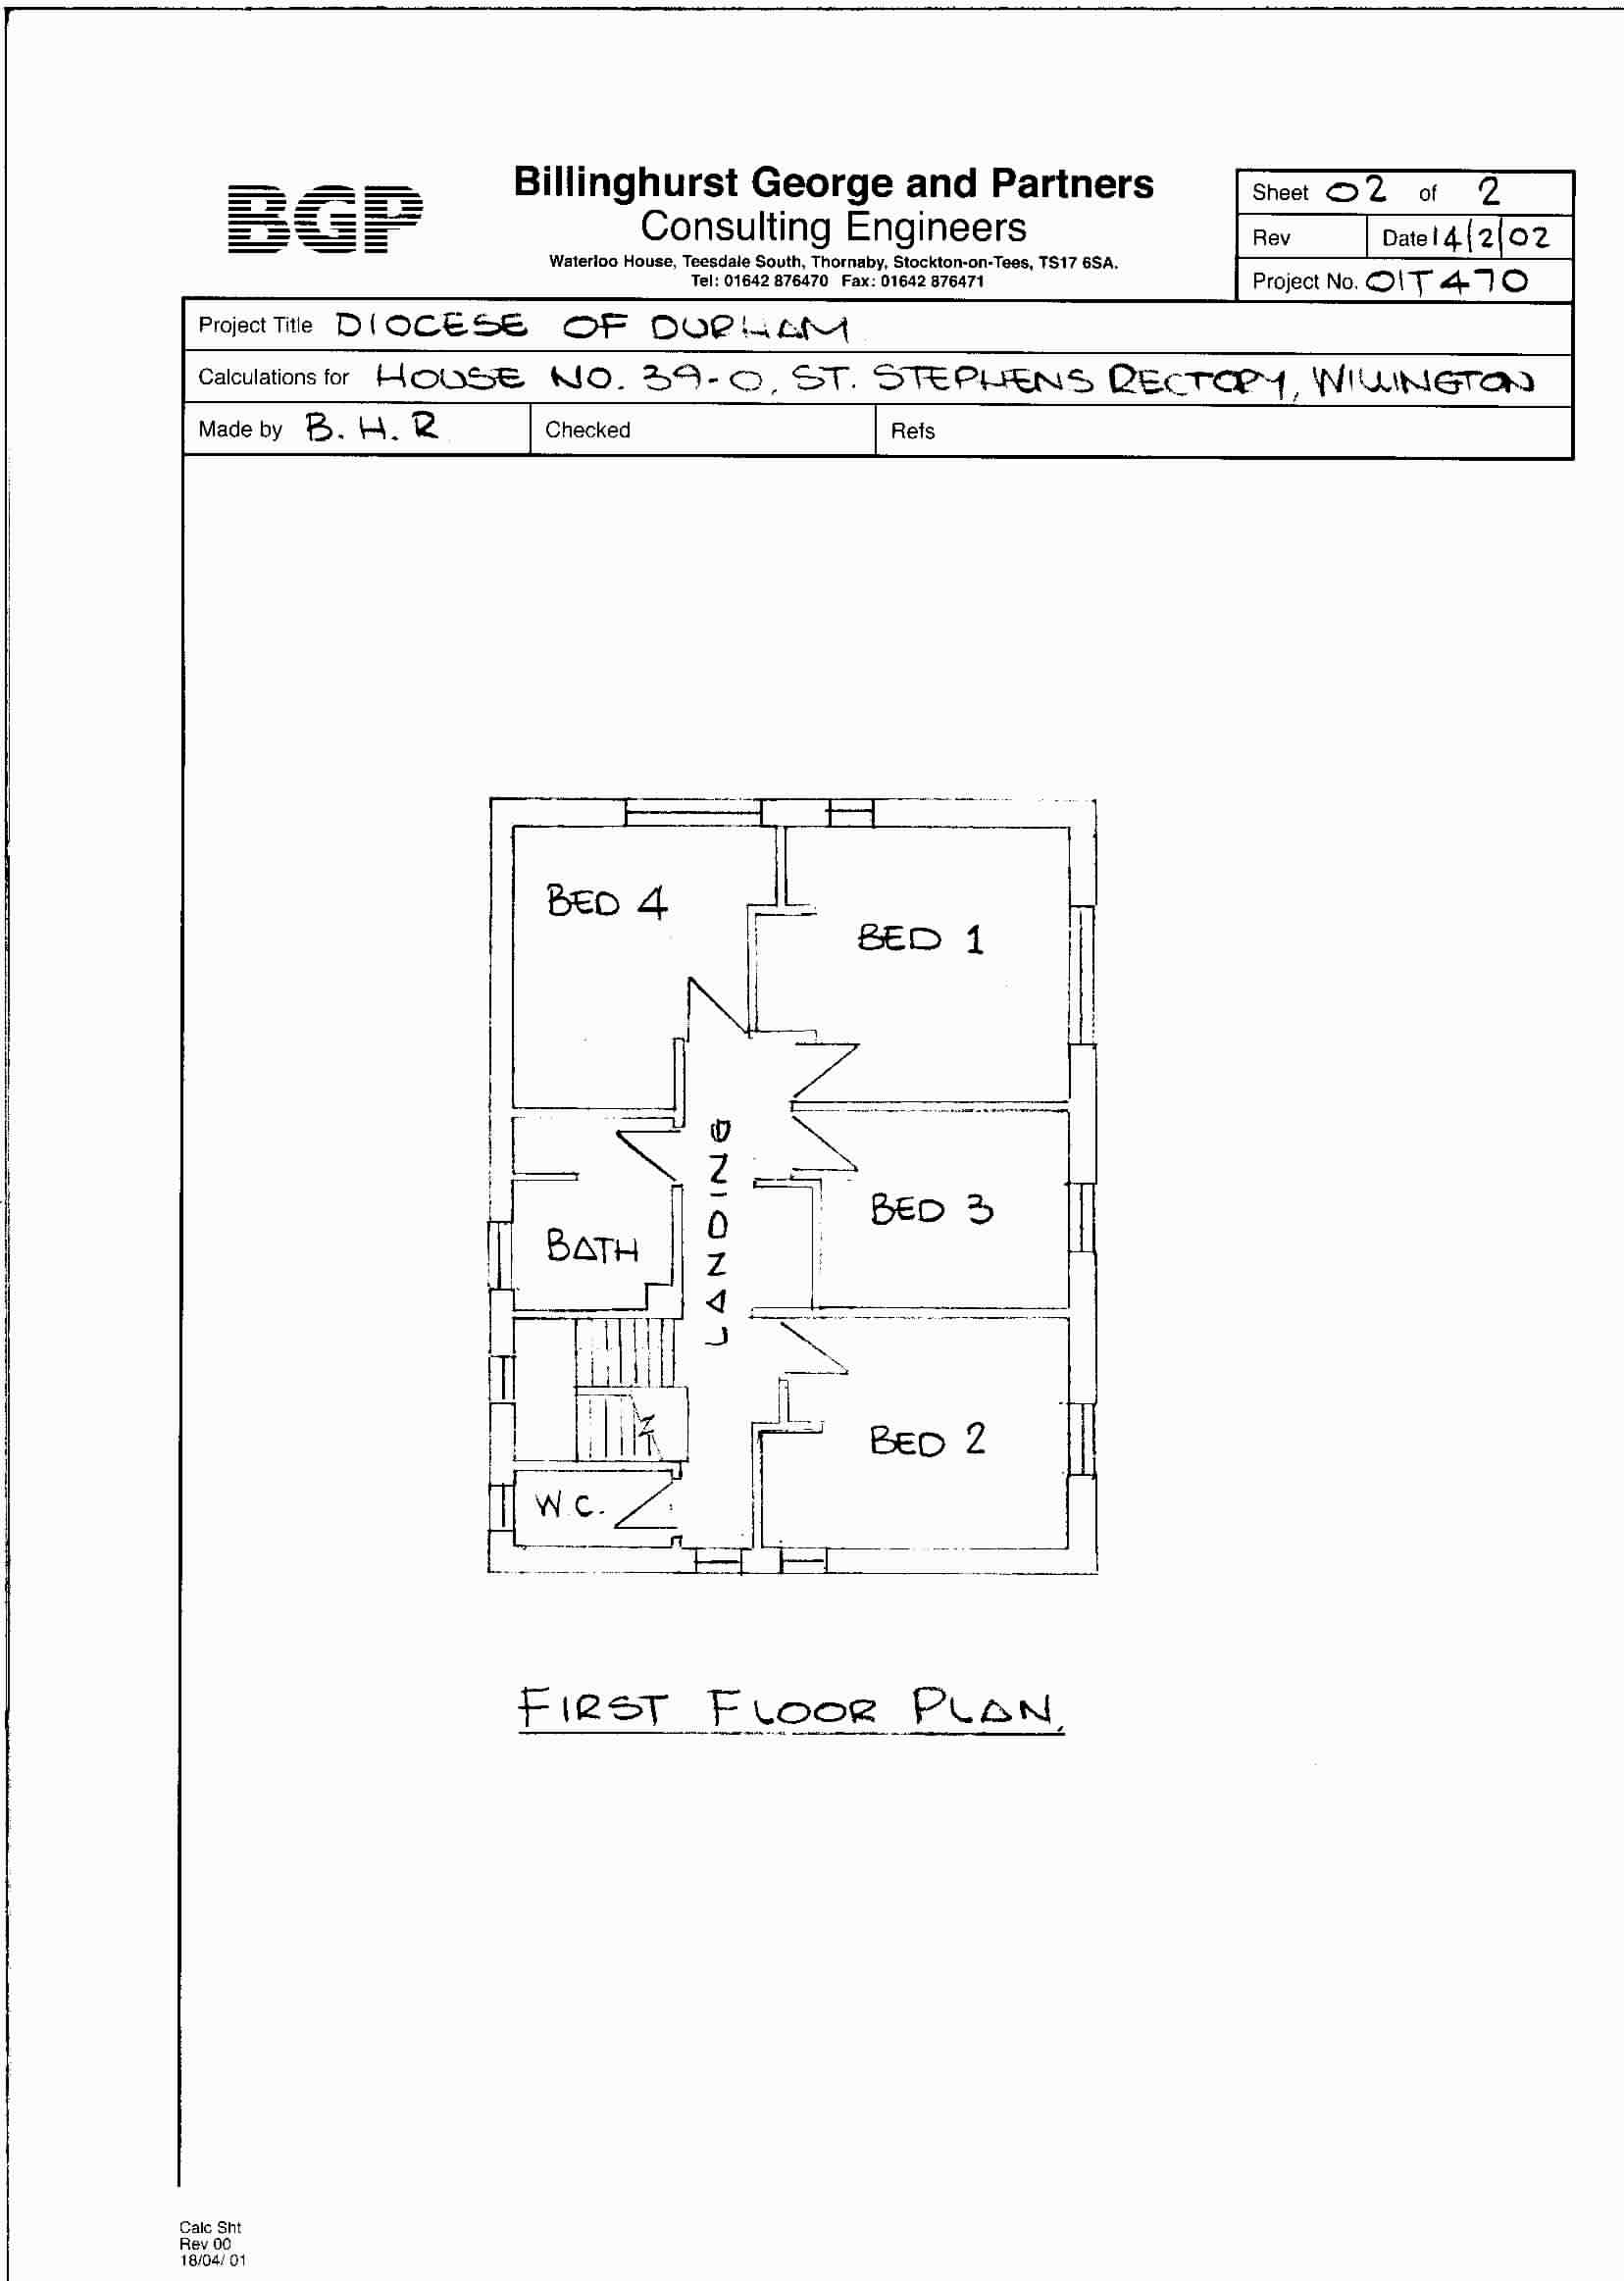 BGP
Billinghurst George and Partners
Consulting Engineers
Waterloo House, Teesdale South, Thornaby, Stockton-on-Tees, TS17 6SA.
Tel: 01642 876470 Fax: 01642 876471
Sheet 02 of 2
Rev Date 14/2/02
Project No. 01T470
Project Title DIOCESE OF DURHAM
Calculations for HOUSE NO. 39-0, ST. STEPHENS RECTORY, WILLINGTON
Made by B. H. R Checked Refs
BED 4
BED 1
LANDING
BED 3
BATH
BED 2
W.C.
FIRST FLOOR PLAN.
Calc Sht
Rev 00
18/04/ 01